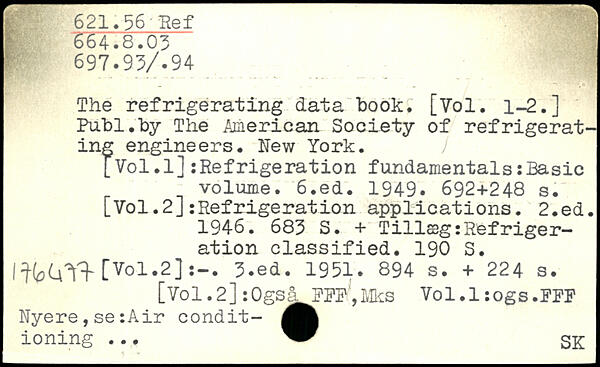 621.56 Ref
664.8.03
697.93/.94
The refrigerating data book. [Vol. 1-2.]
Publ.by The American Society of refrigerat-
ing engineers. New York.
[Vol.1]:Refrigeration fundamentals:Basic
volume. 6.ed. 1949. 692+248 s.
[Vol.2]:Refrigeration applications. 2.ed.
1946. 683 S. + Tillæg:Refriger-
ation classified. 190 S.
176477 [Vol.2]:-. 3.ed. 1951. 894 s. + 224 s.
[Vol.2]:Også FFF,Mks Vol.1:ogs.FFF
Nyere,se:Air condit-
ioning ...
SK